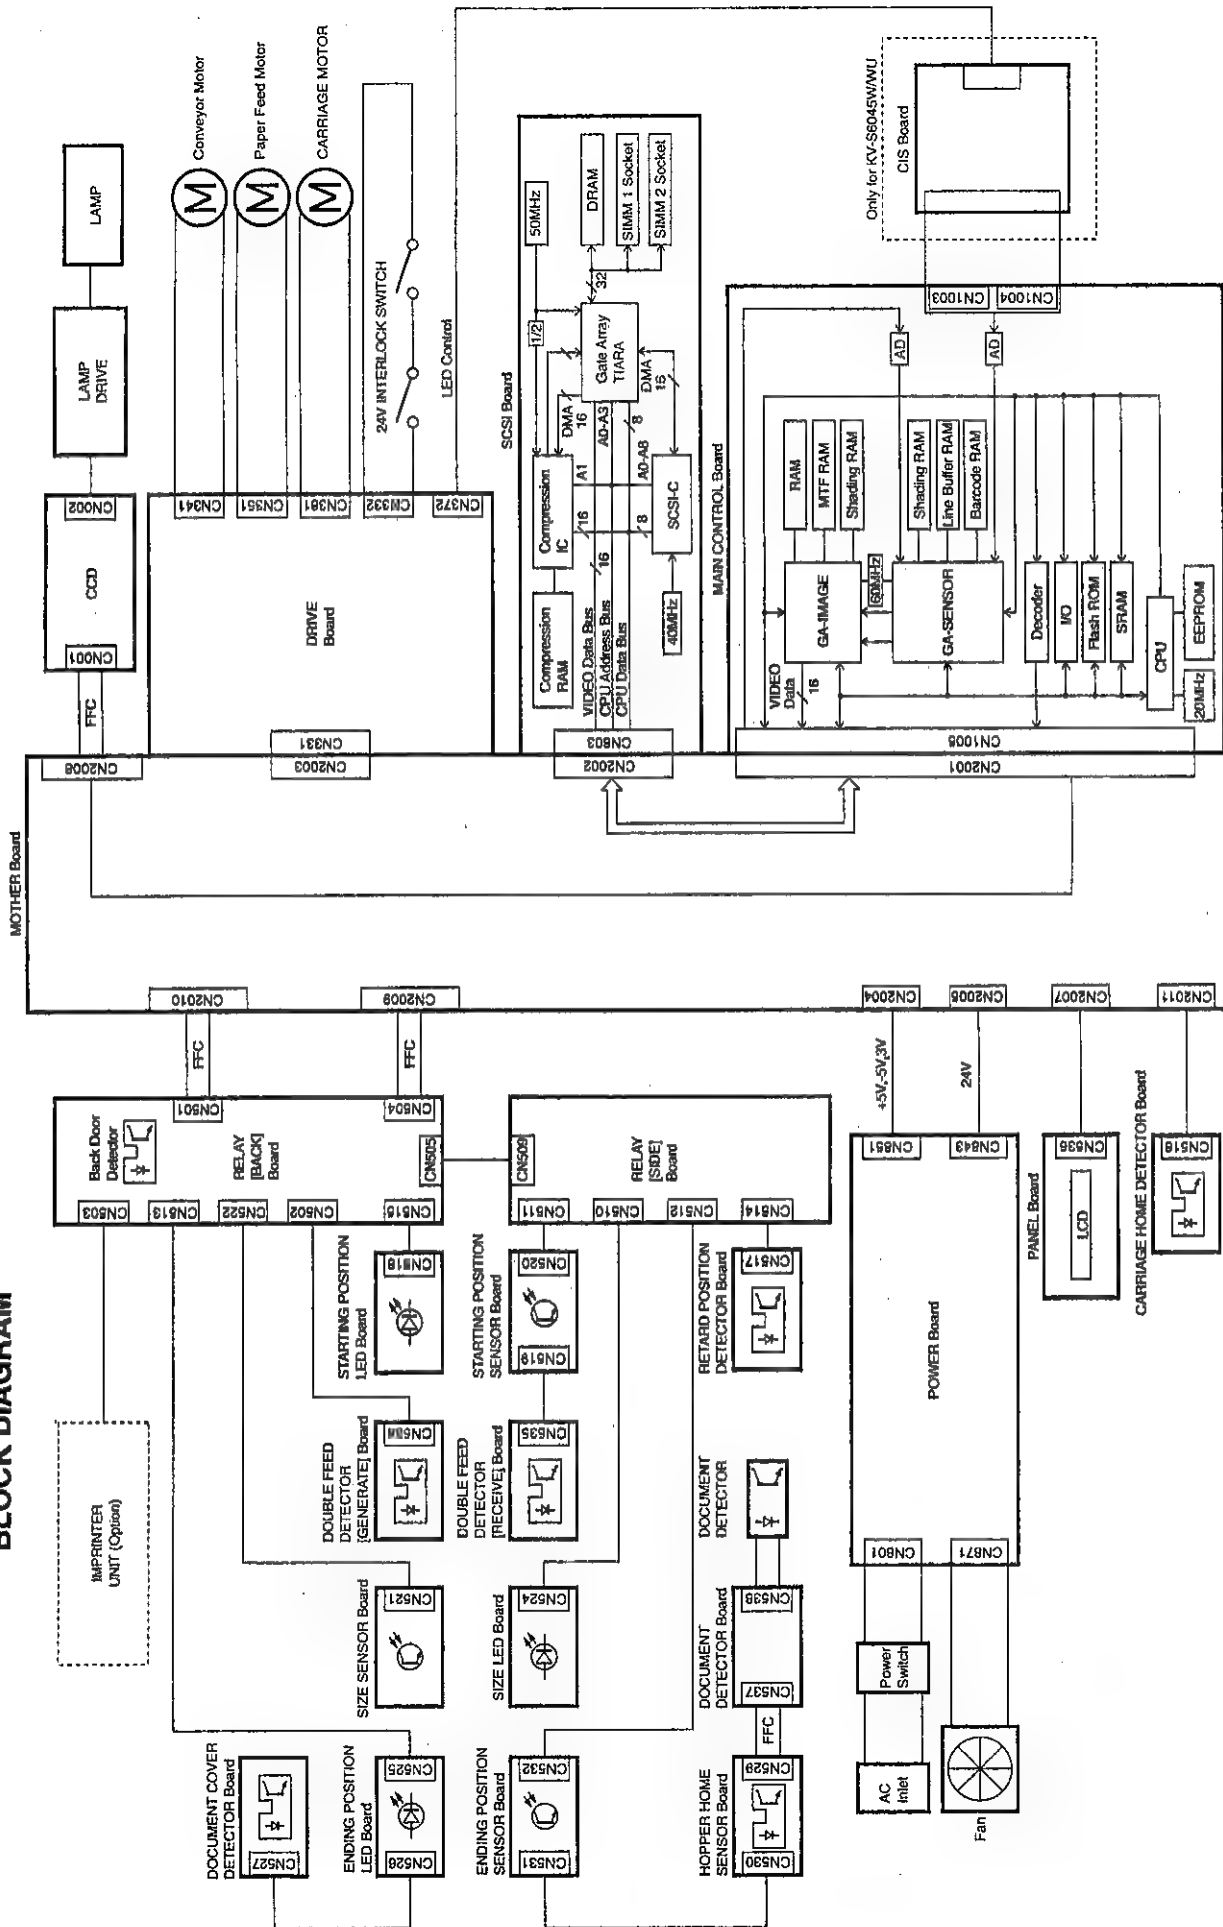 BLOCK DIAGRAM
MOTHER Board
CN2008
CN2003
CN2002
CN2001
CN2010
CN2009
CN2004
CN2007
CN2011
FFC
CN001
CCD
CN002
LAMP
DRIVE
LAMP
CN331
DRIVE
Board
CN341
CN351
CN381
CN332
CN372
Conveyor Motor
M
Paper Feed Motor
M
CARRIAGE MOTOR
M
24V INTERLOCK SWITCH
LED Control
SCSI Board
CN603
VIDEO Data Bus
CPU Address Bus
CPU Data Bus
Compression
RAM
Compression
IC
40MHz
SCSI-C
16
16
8
A1
A0-A8
DMA
16
A0-A3
8
DMA
16
Gate Array
TIARA
1/2
50MHz
32
DRAM
SIMM 1 Socket
SIMM 2 Socket
MAIN CONTROL Board
CN1005
VIDEO
Data
16
GA-IMAGE
RAM
MTF RAM
Shading RAM
60MHz
GA-SENSOR
Shading RAM
Line Buffer RAM
Barcode RAM
AD
AD
Decoder
I/O
Flash ROM
SRAM
CPU
20MHz
EEPROM
CN1003
CN1004
Only for KV-S6045W/WU
CIS Board
FFC
FFC
Back Door
Detector
RELAY
[BACK]
Board
CN501
CN504
CN505
CN503
CN513
CN522
CN502
CN515
RELAY
[SIDE]
Board
CN509
CN511
CN510
CN512
CN514
IMPRINTER
UNIT (Option)
STARTING POSITION
LED Board
CN518
STARTING POSITION
SENSOR Board
CN519
CN520
RETARD POSITION
DETECTOR Board
CN517
DOUBLE FEED
DETECTOR
[GENERATE] Board
DOUBLE FEED
DETECTOR
[RECEIVE] Board
CN535
DOCUMENT
DETECTOR
SIZE SENSOR Board
CN521
SIZE LED Board
CN524
DOCUMENT
DETECTOR Board
CN537
CN538
FFC
DOCUMENT COVER
DETECTOR Board
CN527
ENDING POSITION
LED Board
CN526
CN525
ENDING POSITION
SENSOR Board
CN531
CN532
HOPPER HOME
SENSOR Board
CN530
CN529
AC
Inlet
Power
Switch
Fan
CN801
CN871
POWER Board
CN851
CN843
+5V,-5V,3V
24V
PANEL Board
LCD
CN536
CARRIAGE HOME DETECTOR Board